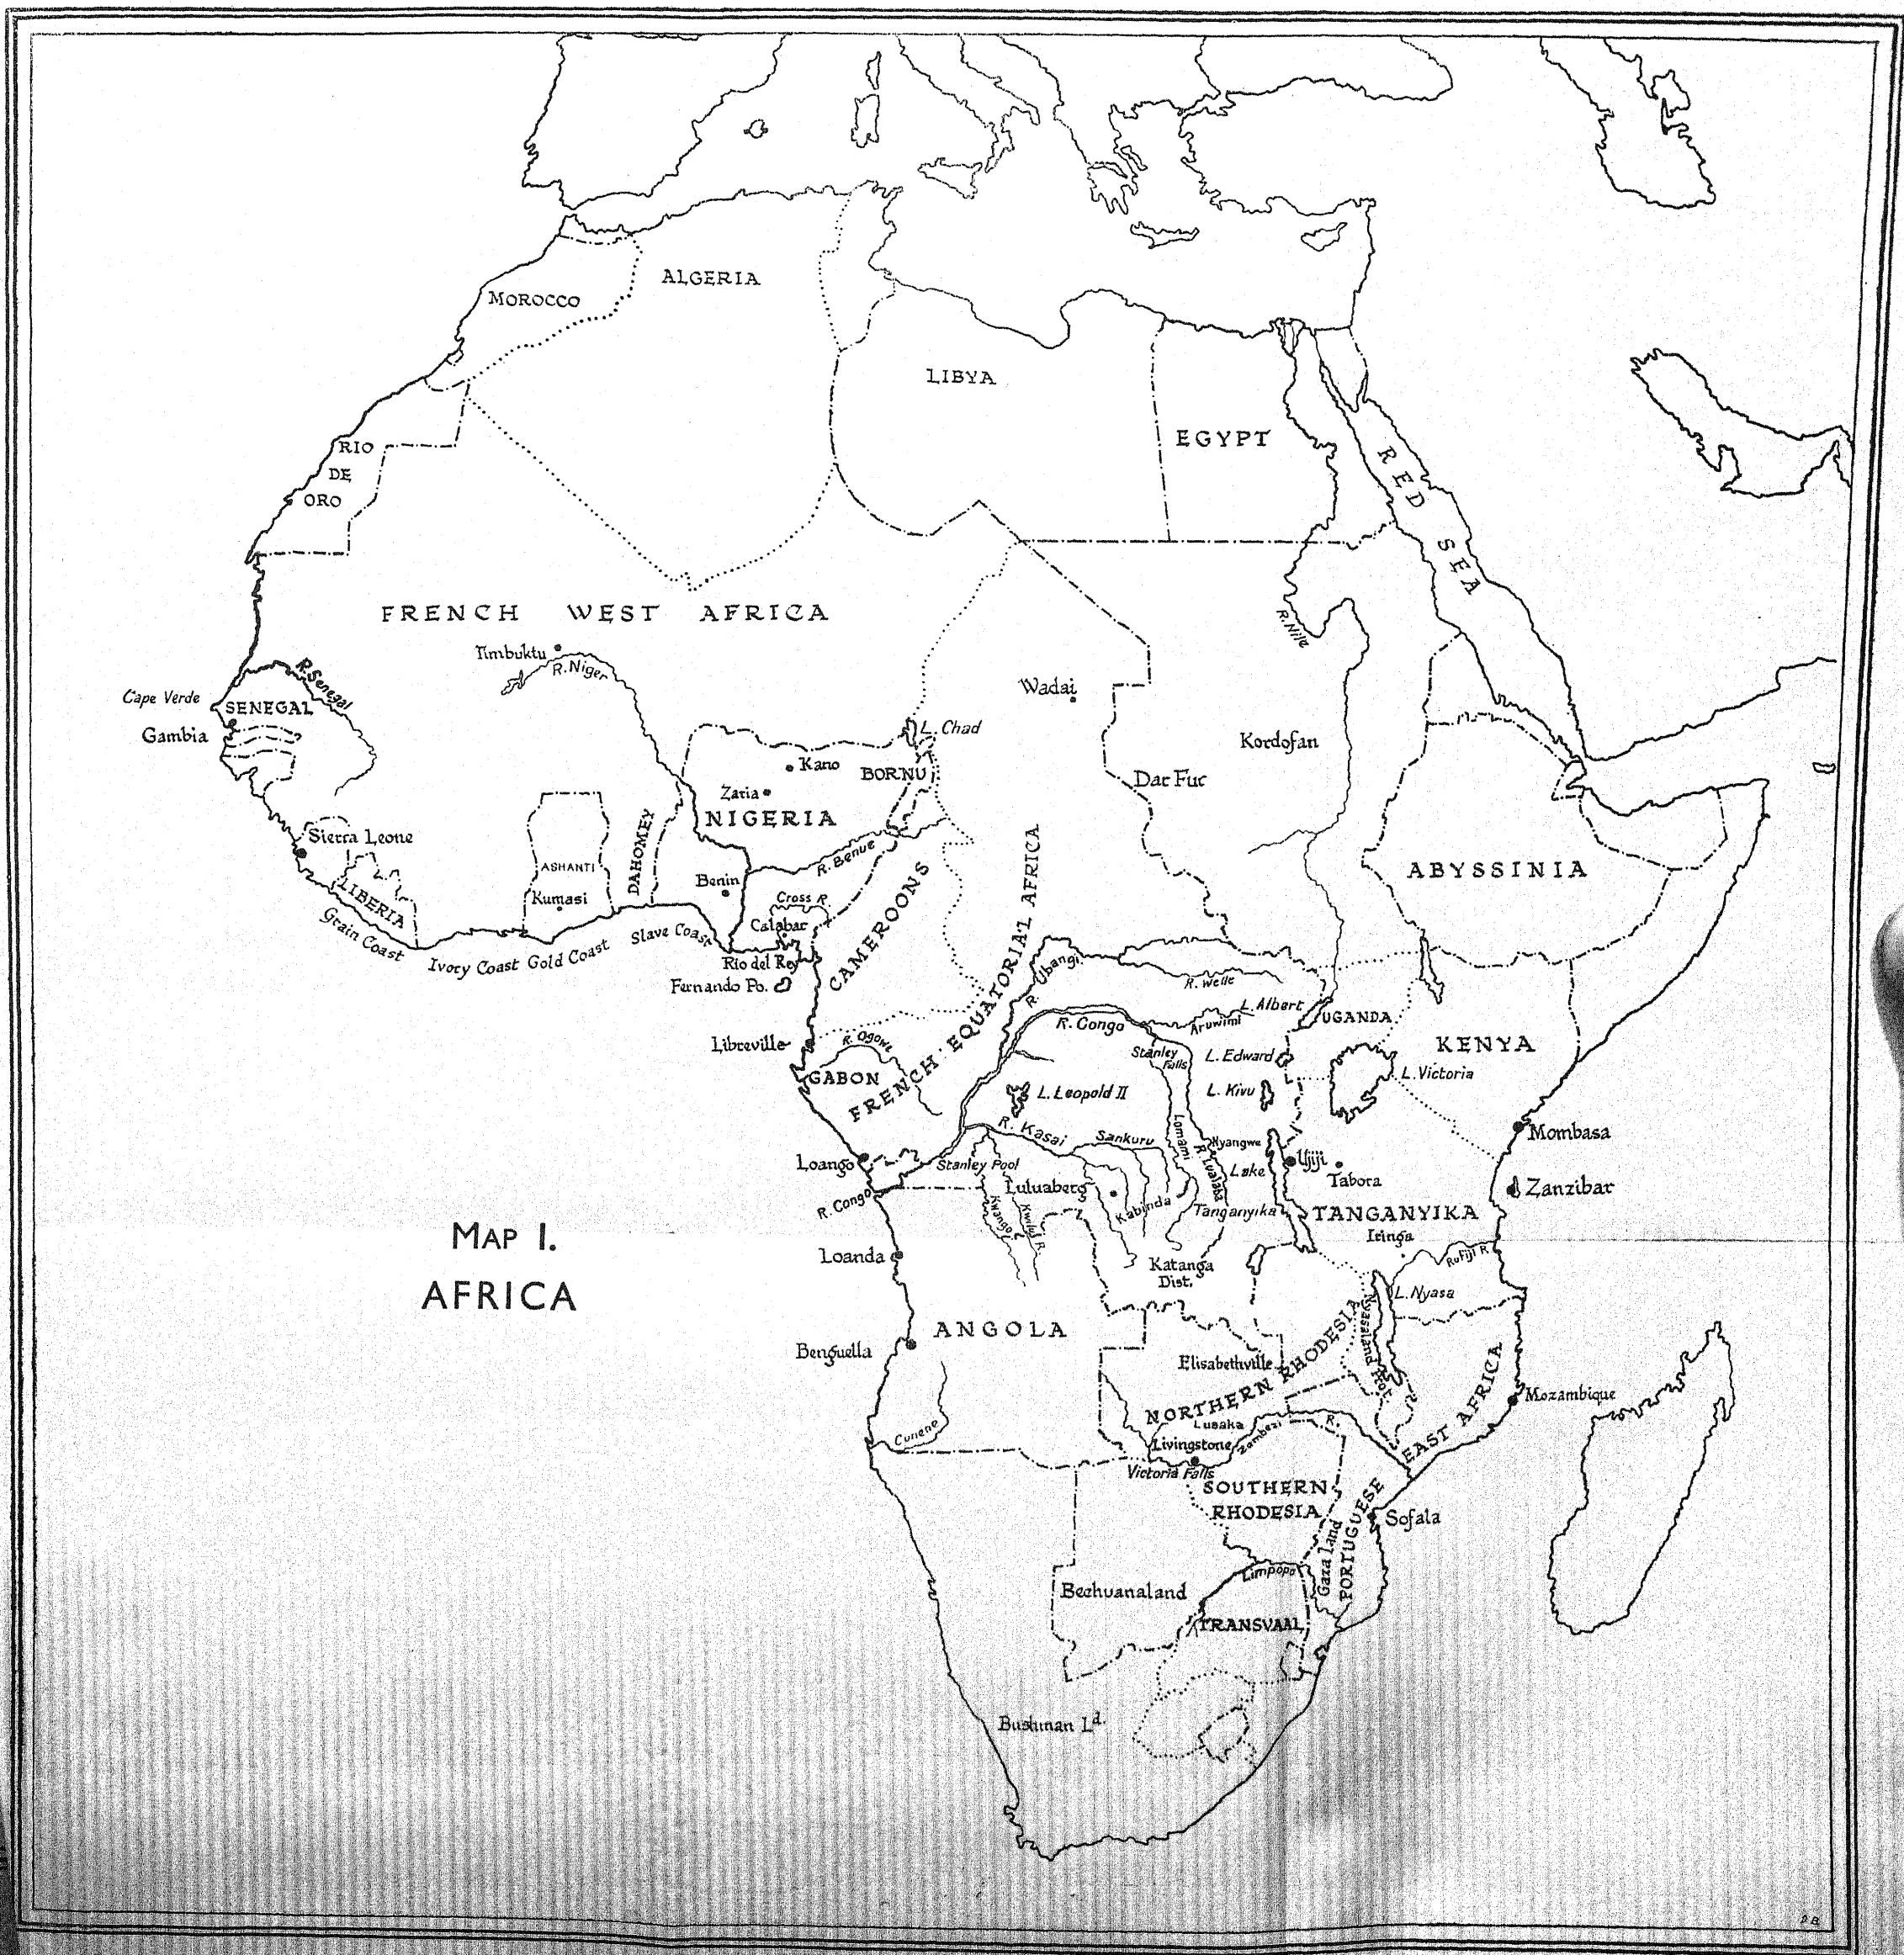 ALGERIA
MOROCCO
LIBYA
EGYPT
RED SEA
RIO
DE
ORO
FRENCH WEST AFRICA
Timbuktu
R. Niger
R. Nile
R. Senegal
Cape Verde
SENEGAL
Gambia
Wadai
L. Chad
Kordofan
Kano
BORNU
Dar Fur
Zaria
NIGERIA
Sierra Leone
LIBERIA
ASHANTI
Kumasi
DAHOMEY
R. Benue
Benin
Cross R.
Calabar
ABYSSINIA
Grain Coast
Ivory Coast
Gold Coast
Slave Coast
Rio del Rey
Fernando Po.
CAMEROONS
FRENCH EQUATORIAL AFRICA
R. Ubangi
R. Welle
L. Albert
UGANDA
R. Congo
Aruwimi
KENYA
Libreville
R. Ogowe
Stanley
Falls
L. Edward
L. Victoria
GABON
L. Leopold II
L. Kivu
R. Kasai
Sankuru
Lomami
Nyangwe
R. Lualaba
Mombasa
Loango
Stanley Pool
Lake
Tanganyika
Ujiji
Tabora
Luluaberg
Zanzibar
R. Congo
Kwango
Kwilu R.
Kabinda
TANGANYIKA
Iringa
MAP I.
AFRICA
Loanda
Katanga
Dist.
Rufiji R.
L. Nyasa
ANGOLA
Nyasaland Prot.
Benguella
Elisabethville
NORTHERN RHODESIA
Mozambique
Lusaka
Cunene
Livingstone
Zambezi R.
PORTUGUESE EAST AFRICA
Victoria Falls
SOUTHERN
RHODESIA
Sofala
Gaza Land
Limpopo
Bechuanaland
TRANSVAAL
Bushman Ld.